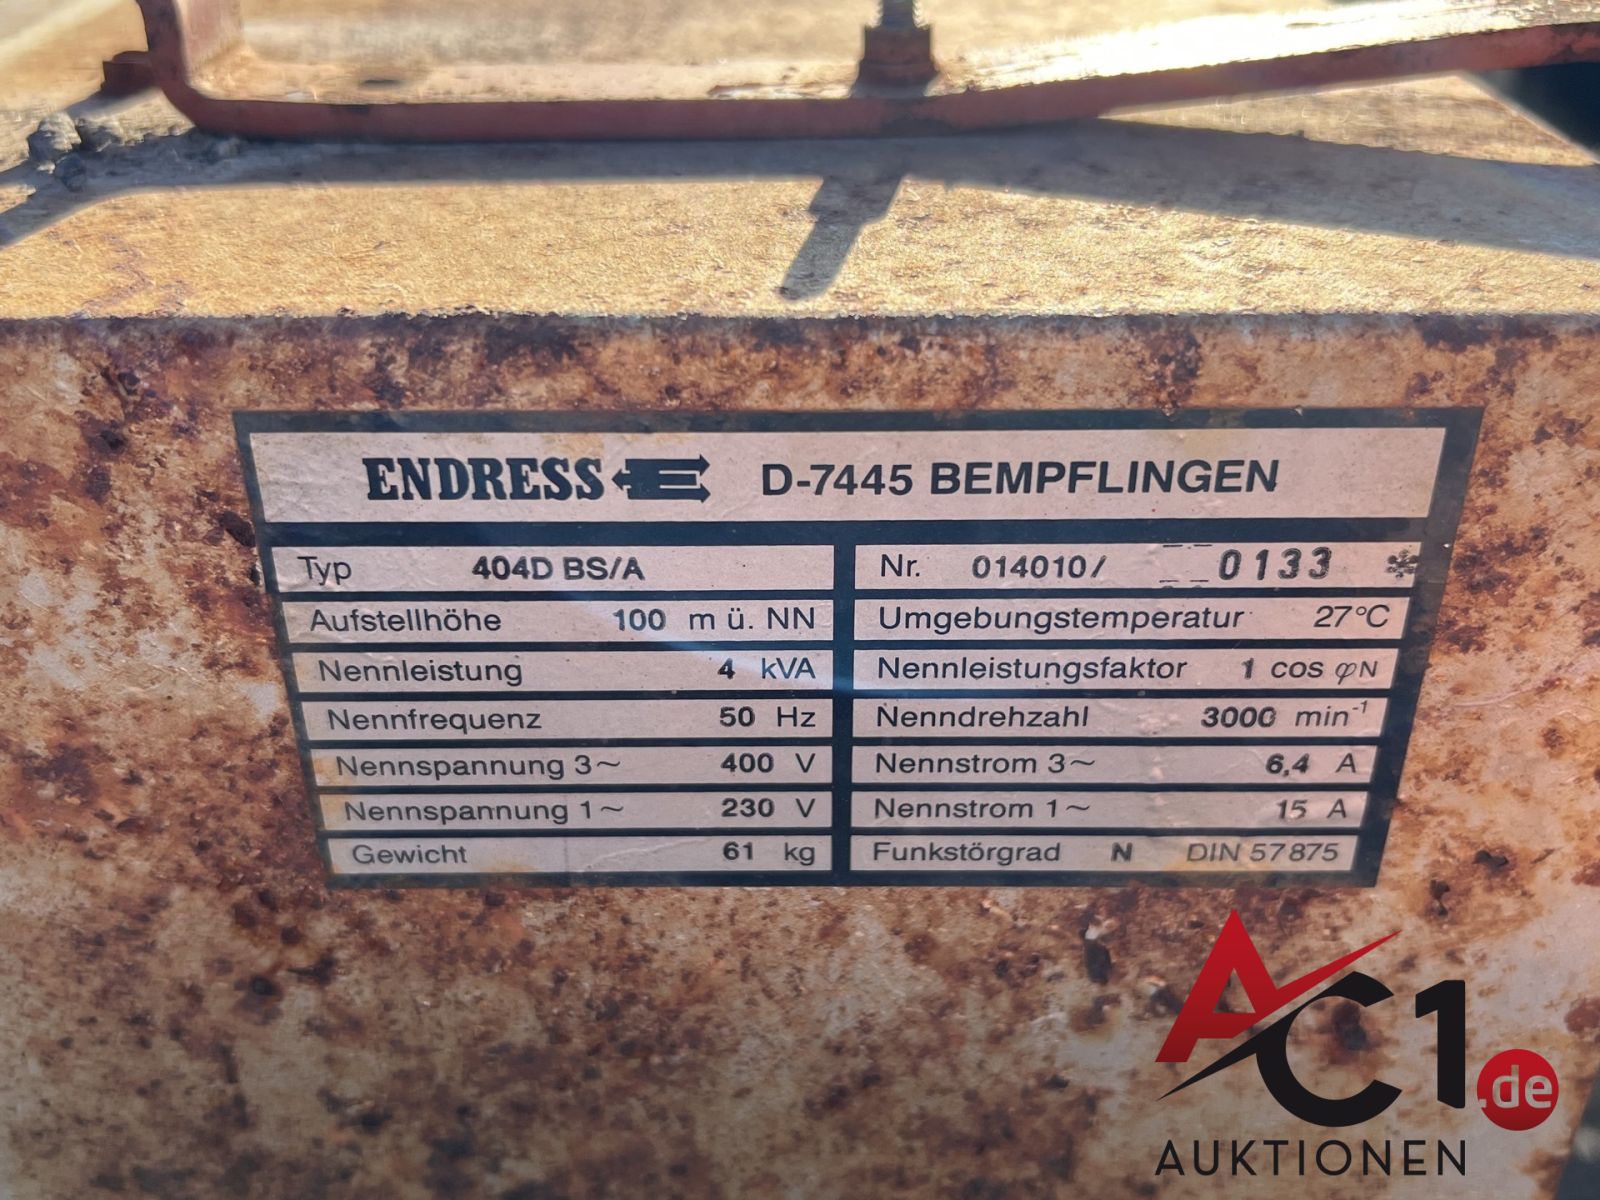 ENDRESS E D-7445 BEMPFLINGEN
Typ 404D BS/A
Nr. 014010/ 0133 *
Aufstellhöhe 100 m ü. NN
Umgebungstemperatur 27°C
Nennleistung 4 kVA
Nennleistungsfaktor 1 cos φN
Nennfrequenz 50 Hz
Nenndrehzahl 3000 min⁻¹
Nennspannung 3~ 400 V
Nennstrom 3~ 6,4 A
Nennspannung 1~ 230 V
Nennstrom 1~ 15 A
Gewicht 61 kg
Funkstörgrad N DIN 57875
AC1.de
AUKTIONEN